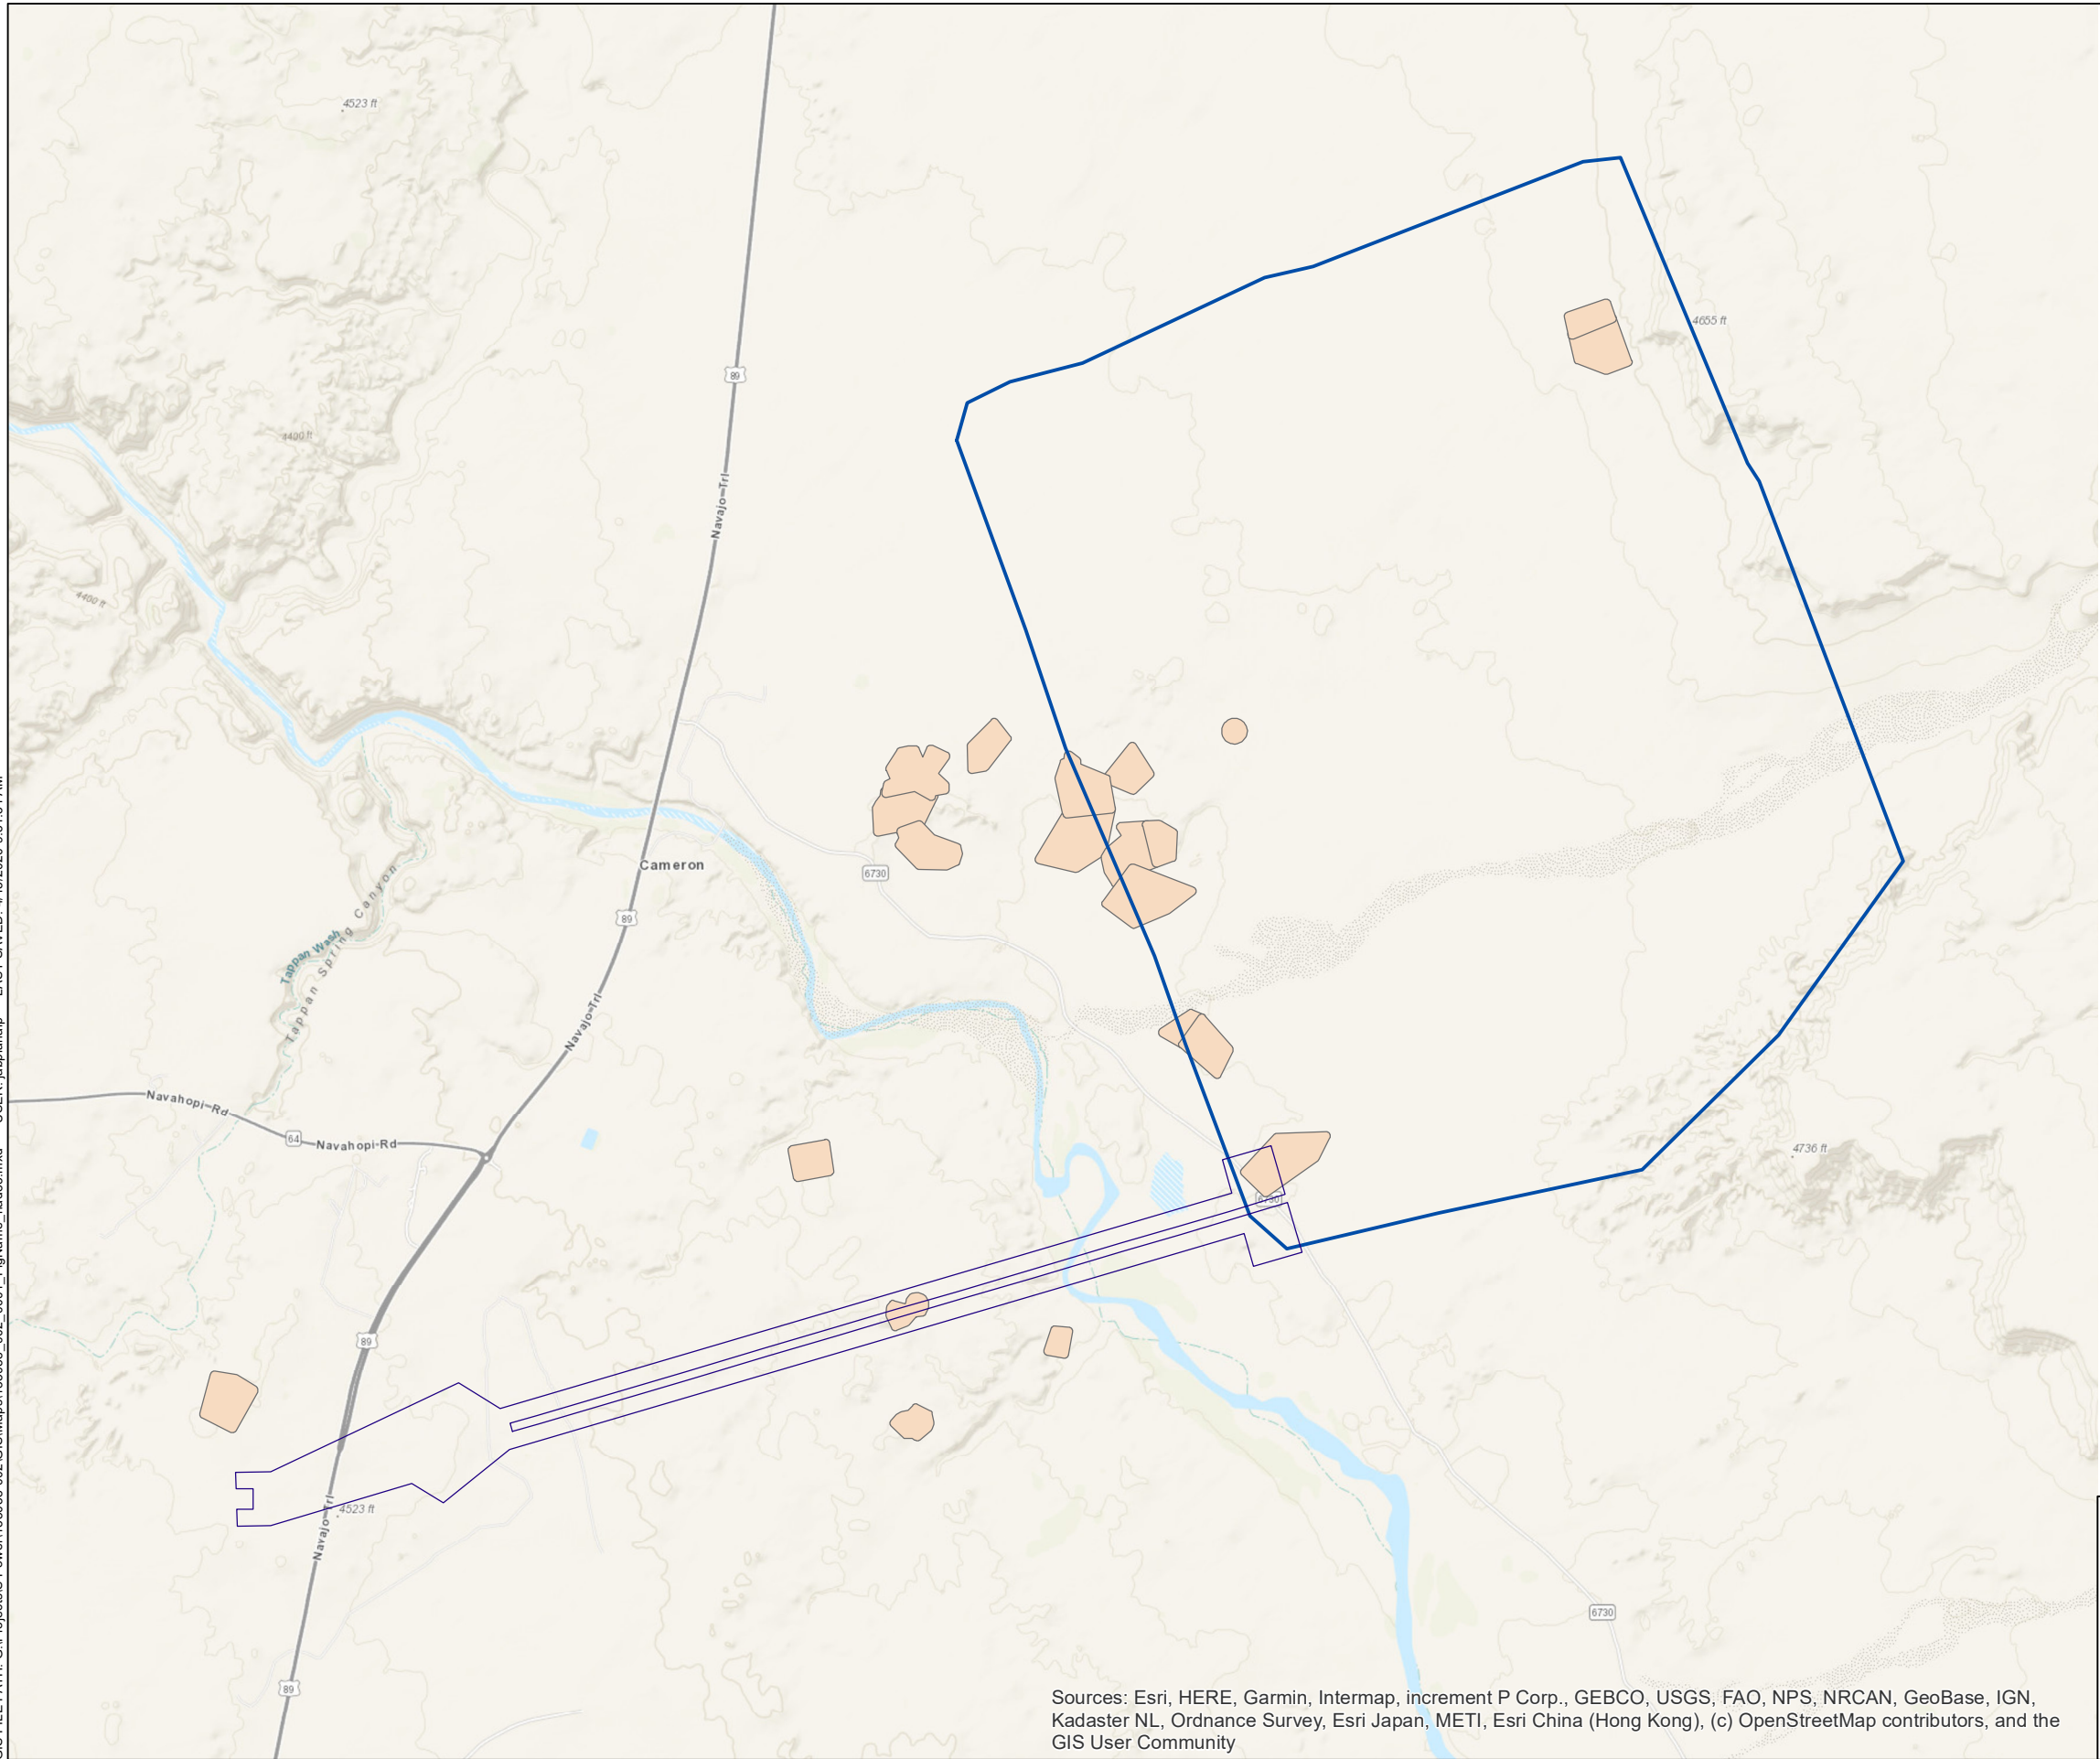 4523 ft
89
4655 ft
4400 ft
Navajo-Trl
4400 ft
Cameron
6730
89
Tappan Wash
Tappan Spring Canyon
Navajo-Trl
Navahopi-Rd
64
Navahopi-Rd
4736 ft
6730
89
4523 ft
Navajo-Trl
6730
89
Sources: Esri, HERE, Garmin, Intermap, increment P Corp., GEBCO, USGS, FAO, NPS, NRCAN, GeoBase, IGN,
Kadaster NL, Ordnance Survey, Esri Japan, METI, Esri China (Hong Kong), (c) OpenStreetMap contributors, and the
GIS User Community